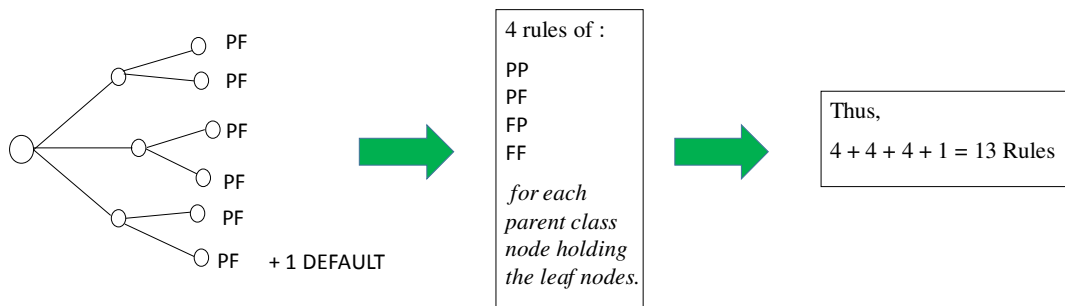 PF
PF
PF
PF
PF
PF + 1 DEFAULT
4 rules of :
PP
PF
FP
FF
for each
parent class
node holding
the leaf nodes.
Thus,
4 + 4 + 4 + 1 = 13 Rules